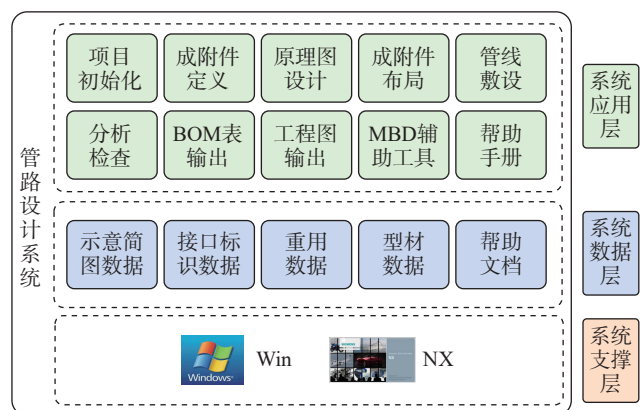 项目
初始化
成附件
定义
原理图
设计
成附件
布局
管线
敷设
系统
应用
层
分析
检查
BOM表
输出
工程图
输出
MBD辅
助工具
帮助
手册
管
路
设
计
系
统
示意简
图数据
接口标
识数据
重用
数据
型材
数据
帮助
文档
系统
数据
层
Windows
Win
NX
系统
支撑
层